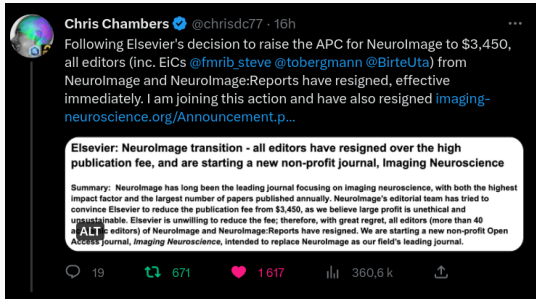 Chris Chambers @chrisdc77 · 16h
Following Elsevier's decision to raise the APC for NeuroImage to $3,450,
all editors (inc. EiCs @fmrib_steve @tobergmann @BirteUta) from
NeuroImage and NeuroImage:Reports have resigned, effective
immediately. I am joining this action and have also resigned imaging-
neuroscience.org/Announcement.p...
Elsevier: NeuroImage transition - all editors have resigned over the high
publication fee, and are starting a new non-profit journal, Imaging Neuroscience
Summary: NeuroImage has long been the leading journal focusing on imaging neuroscience, with both the highest
impact factor and the largest number of papers published annually. NeuroImage's editorial team has tried to
convince Elsevier to reduce the publication fee from $3,450, as we believe large profit is unethical and
unsustainable. Elsevier is unwilling to reduce the fee; therefore, with great regret, all editors (more than 40
editors) of NeuroImage and NeuroImage:Reports have resigned. We are starting a new non-profit Open
Access journal, Imaging Neuroscience, intended to replace NeuroImage as our field's leading journal.
ALT
19 671 1 617 360,6 k